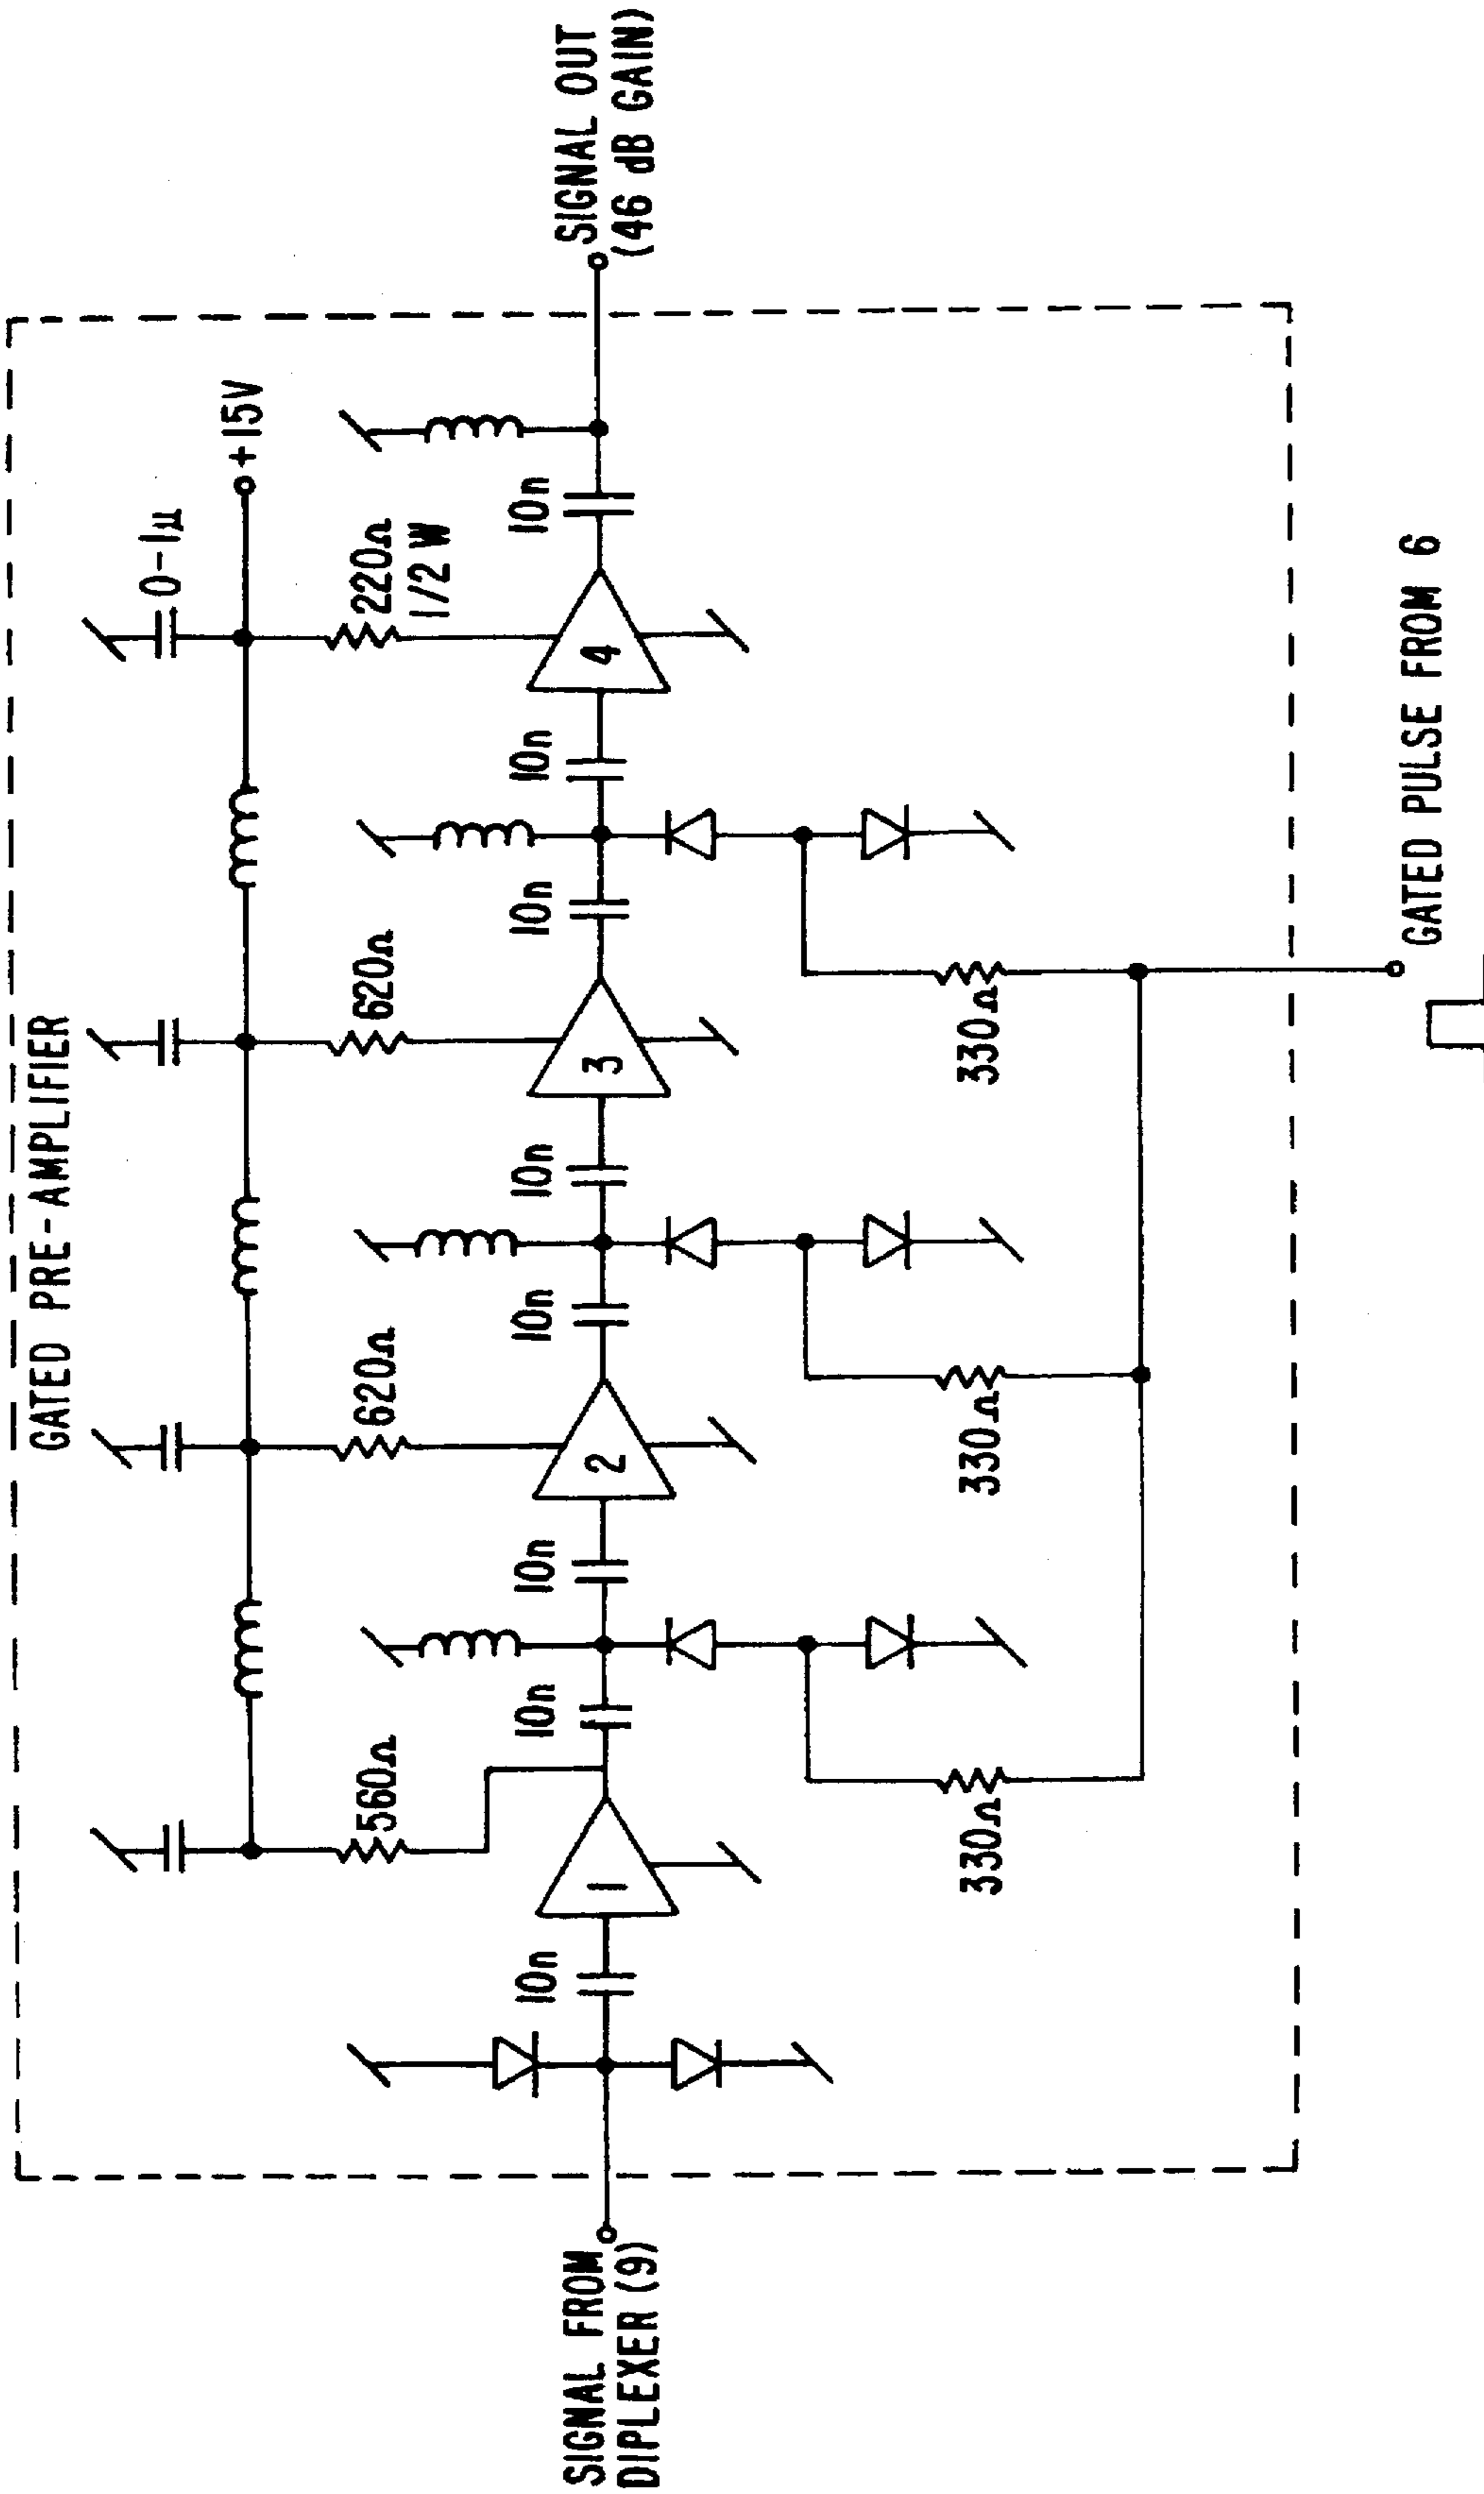 GATED PRE-AMPLIFIER
0-1µ
+15V
560Ω
620Ω
620Ω
220Ω
1/2 W
10n
10n
10n
10n
10n
10n
10n
10n
SIGNAL FROM
DIPLEXER (9)
1
2
3
4
SIGNAL OUT
(46 dB GAIN)
330Ω
330Ω
330Ω
GATED PULSE FROM 6